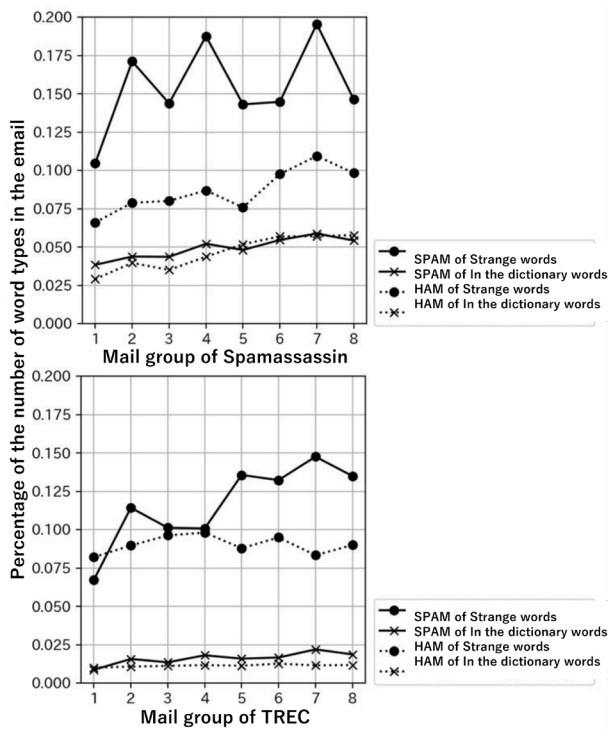 Percentage of the number of word types in the email
0.200
0.175
0.150
0.125
0.100
0.075
0.050
0.025
0.000
1 2 3 4 5 6 7 8
Mail group of Spamassassin
SPAM of Strange words
SPAM of In the dictionary words
HAM of Strange words
HAM of In the dictionary words
0.200
0.175
0.150
0.125
0.100
0.075
0.050
0.025
0.000
1 2 3 4 5 6 7 8
Mail group of TREC
SPAM of Strange words
SPAM of In the dictionary words
HAM of Strange words
HAM of In the dictionary words